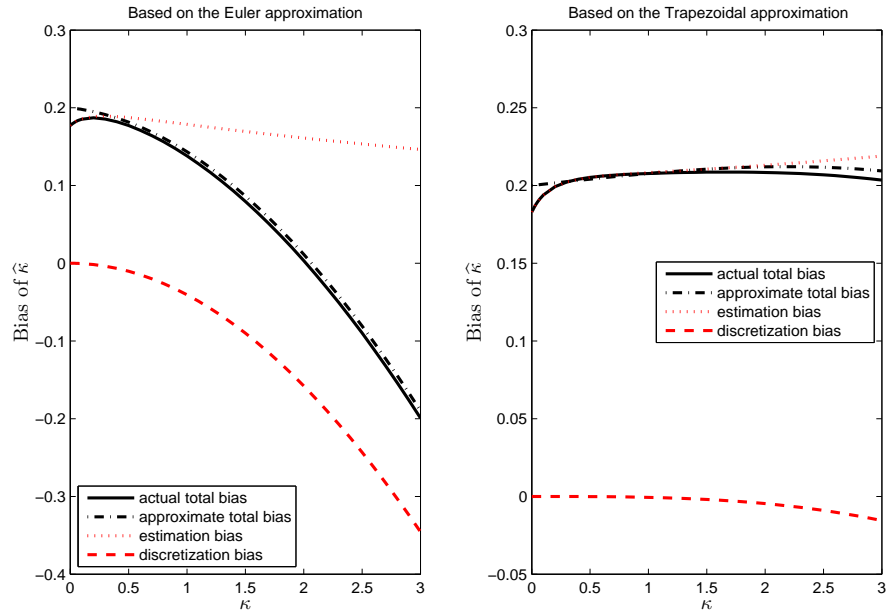 Based on the Euler approximation
0.3
0.2
0.1
0
−0.1
−0.2
−0.3
−0.4
Bias of κ̂
actual total bias
approximate total bias
estimation bias
discretization bias
0 0.5 1 1.5 2 2.5 3
κ
Based on the Trapezoidal approximation
0.3
0.25
0.2
0.15
0.1
0.05
0
−0.05
Bias of κ̂
actual total bias
approximate total bias
estimation bias
discretization bias
0 0.5 1 1.5 2 2.5 3
κ